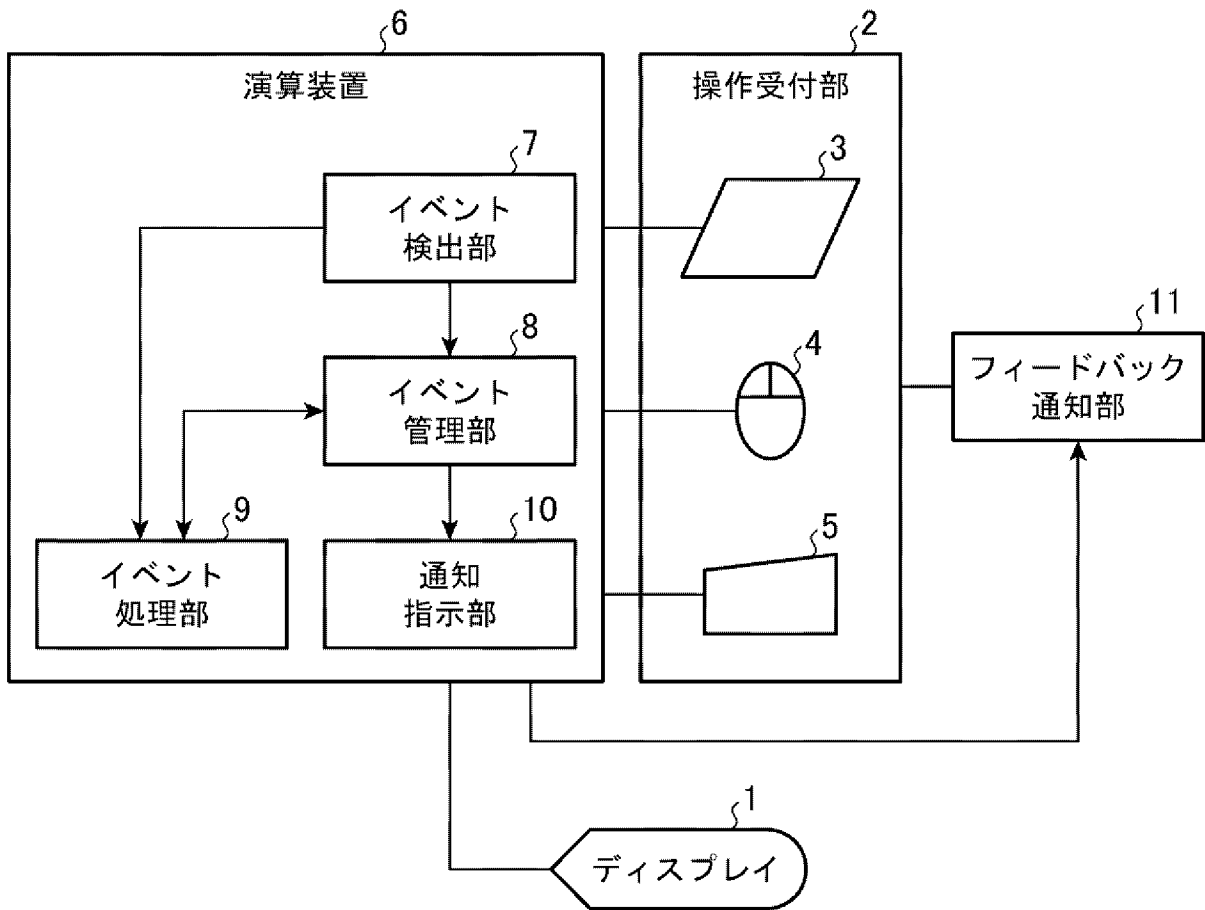 6
2
演算装置
操作受付部
7
イベント
検出部
3
8
イベント
管理部
4
11
フィードバック
通知部
9
イベント
処理部
10
通知
指示部
5
1
ディスプレイ